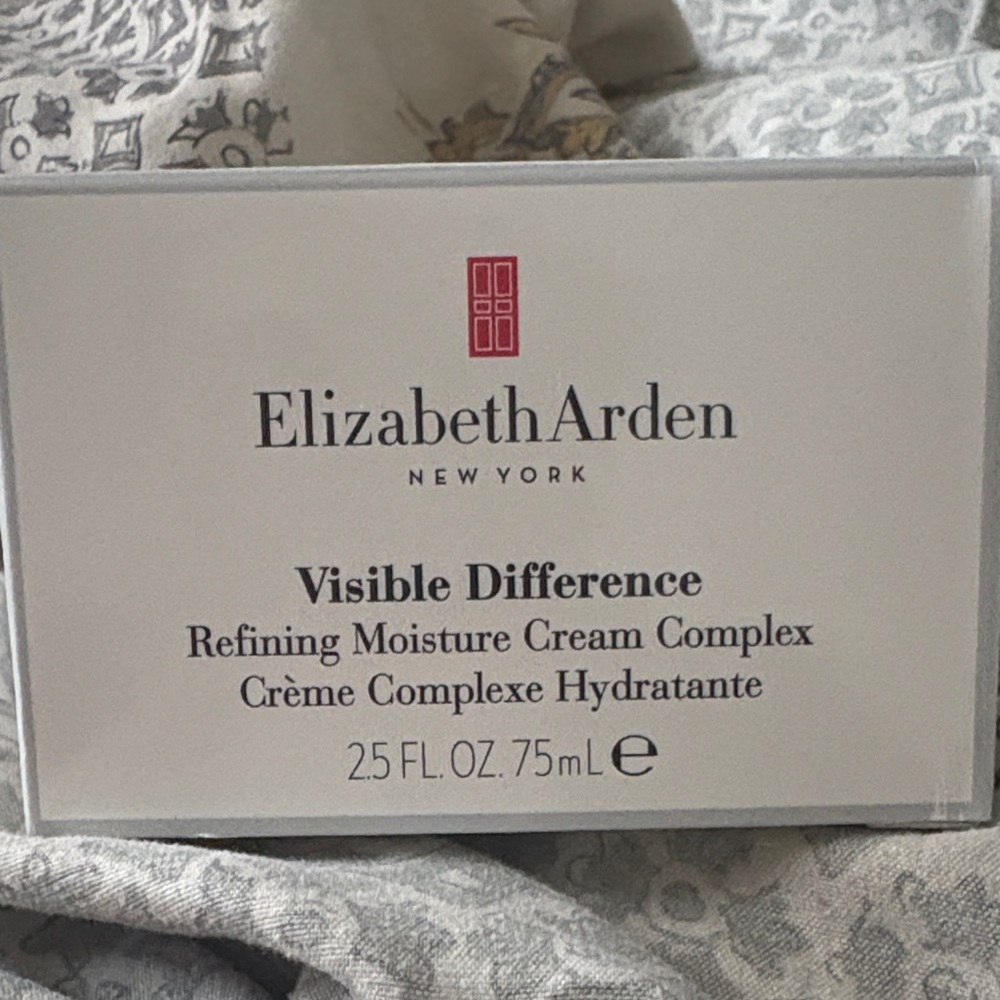 Elizabeth Arden
NEW YORK
Visible Difference
Refining Moisture Cream Complex
Crème Complexe Hydratante
2.5 FL. OZ. 75mL e